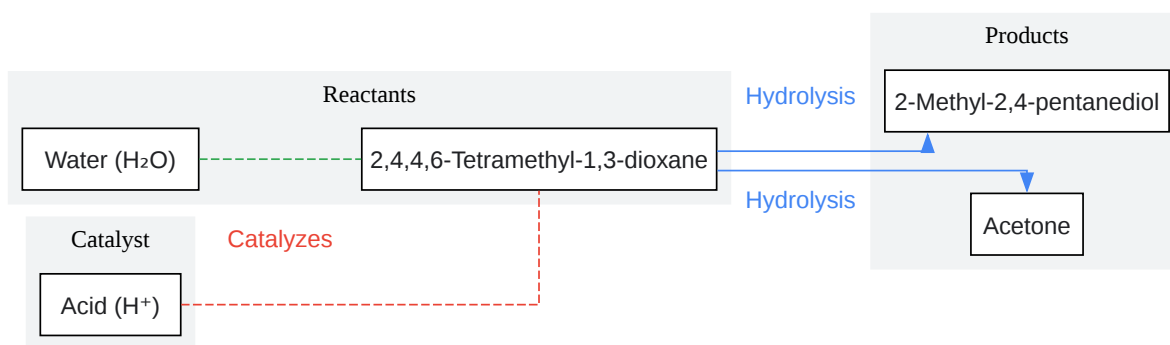 Products
Hydrolysis
2-Methyl-2,4-pentanediol
Reactants
Water (H₂O)
2,4,4,6-Tetramethyl-1,3-dioxane
Hydrolysis
Acetone
Catalyst
Catalyzes
Acid (H⁺)